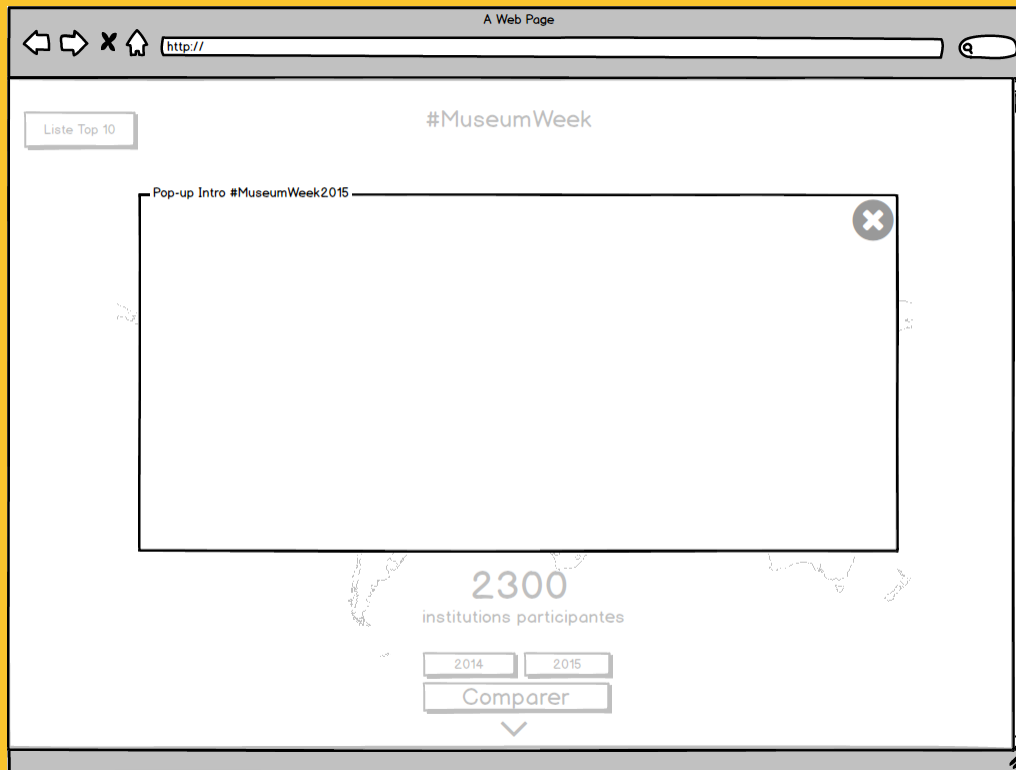 A Web Page
http://
#MuseumWeek
Liste Top 10
Pop-up Intro #MuseumWeek2015
2300
institutions participantes
2014
2015
Comparer